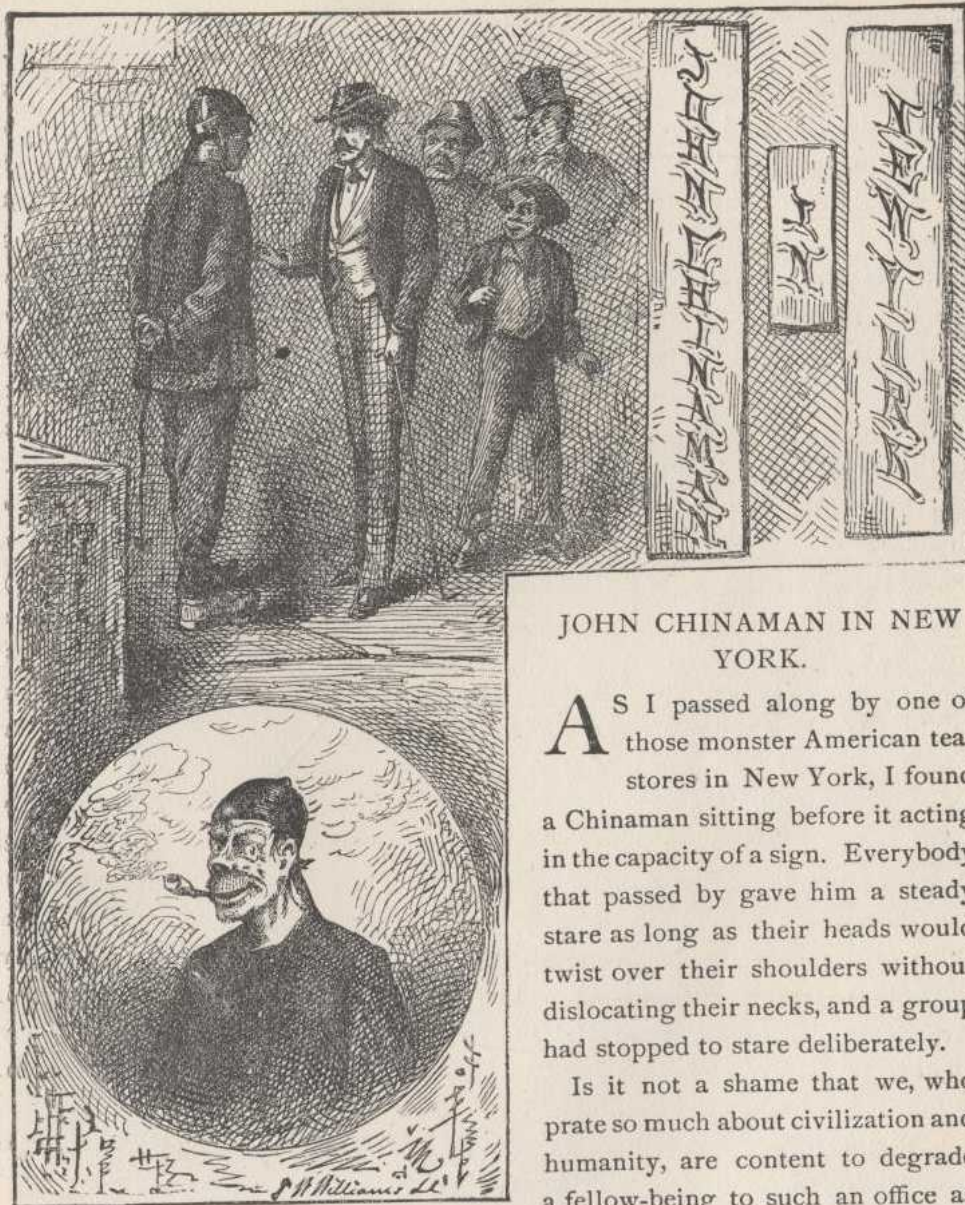 JOHN CHINAMAN
IN
NEW YORK
JOHN CHINAMAN IN NEW
YORK.
AS I passed along by one o
those monster American tea
stores in New York, I found
a Chinaman sitting before it acting
in the capacity of a sign. Everybody
that passed by gave him a steady
stare as long as their heads would
twist over their shoulders withou
dislocating their necks, and a group
had stopped to stare deliberately.
Is it not a shame that we, who
prate so much about civilization and
humanity, are content to degrade
a fellow-being to such an office a
Williams